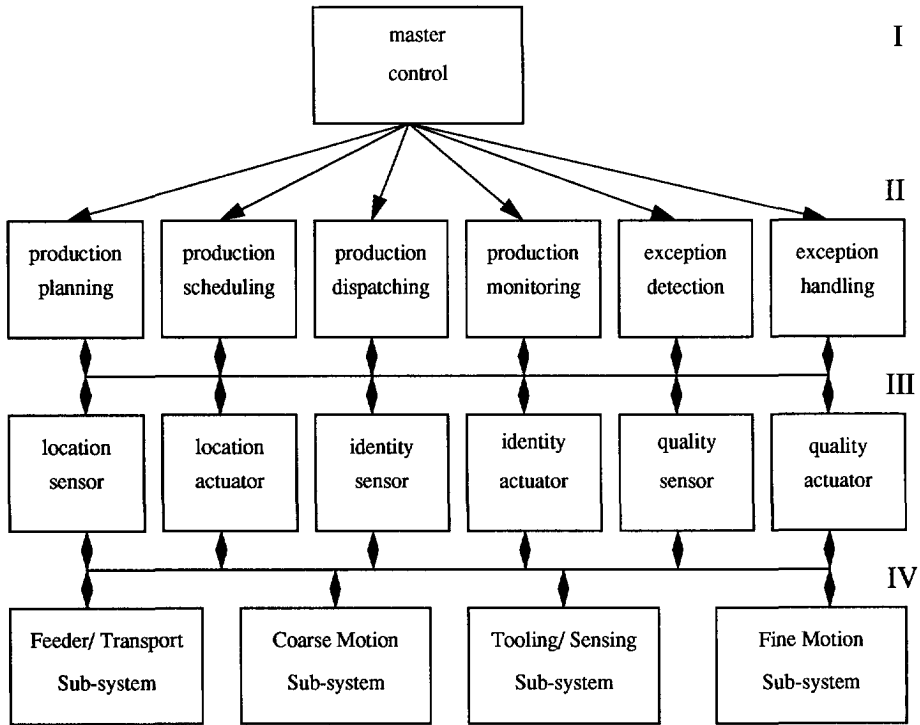 master
control
I
II
production
planning
production
scheduling
production
dispatching
production
monitoring
exception
detection
exception
handling
III
location
sensor
location
actuator
identity
sensor
identity
actuator
quality
sensor
quality
actuator
IV
Feeder/ Transport
Sub-system
Coarse Motion
Sub-system
Tooling/ Sensing
Sub-system
Fine Motion
Sub-system